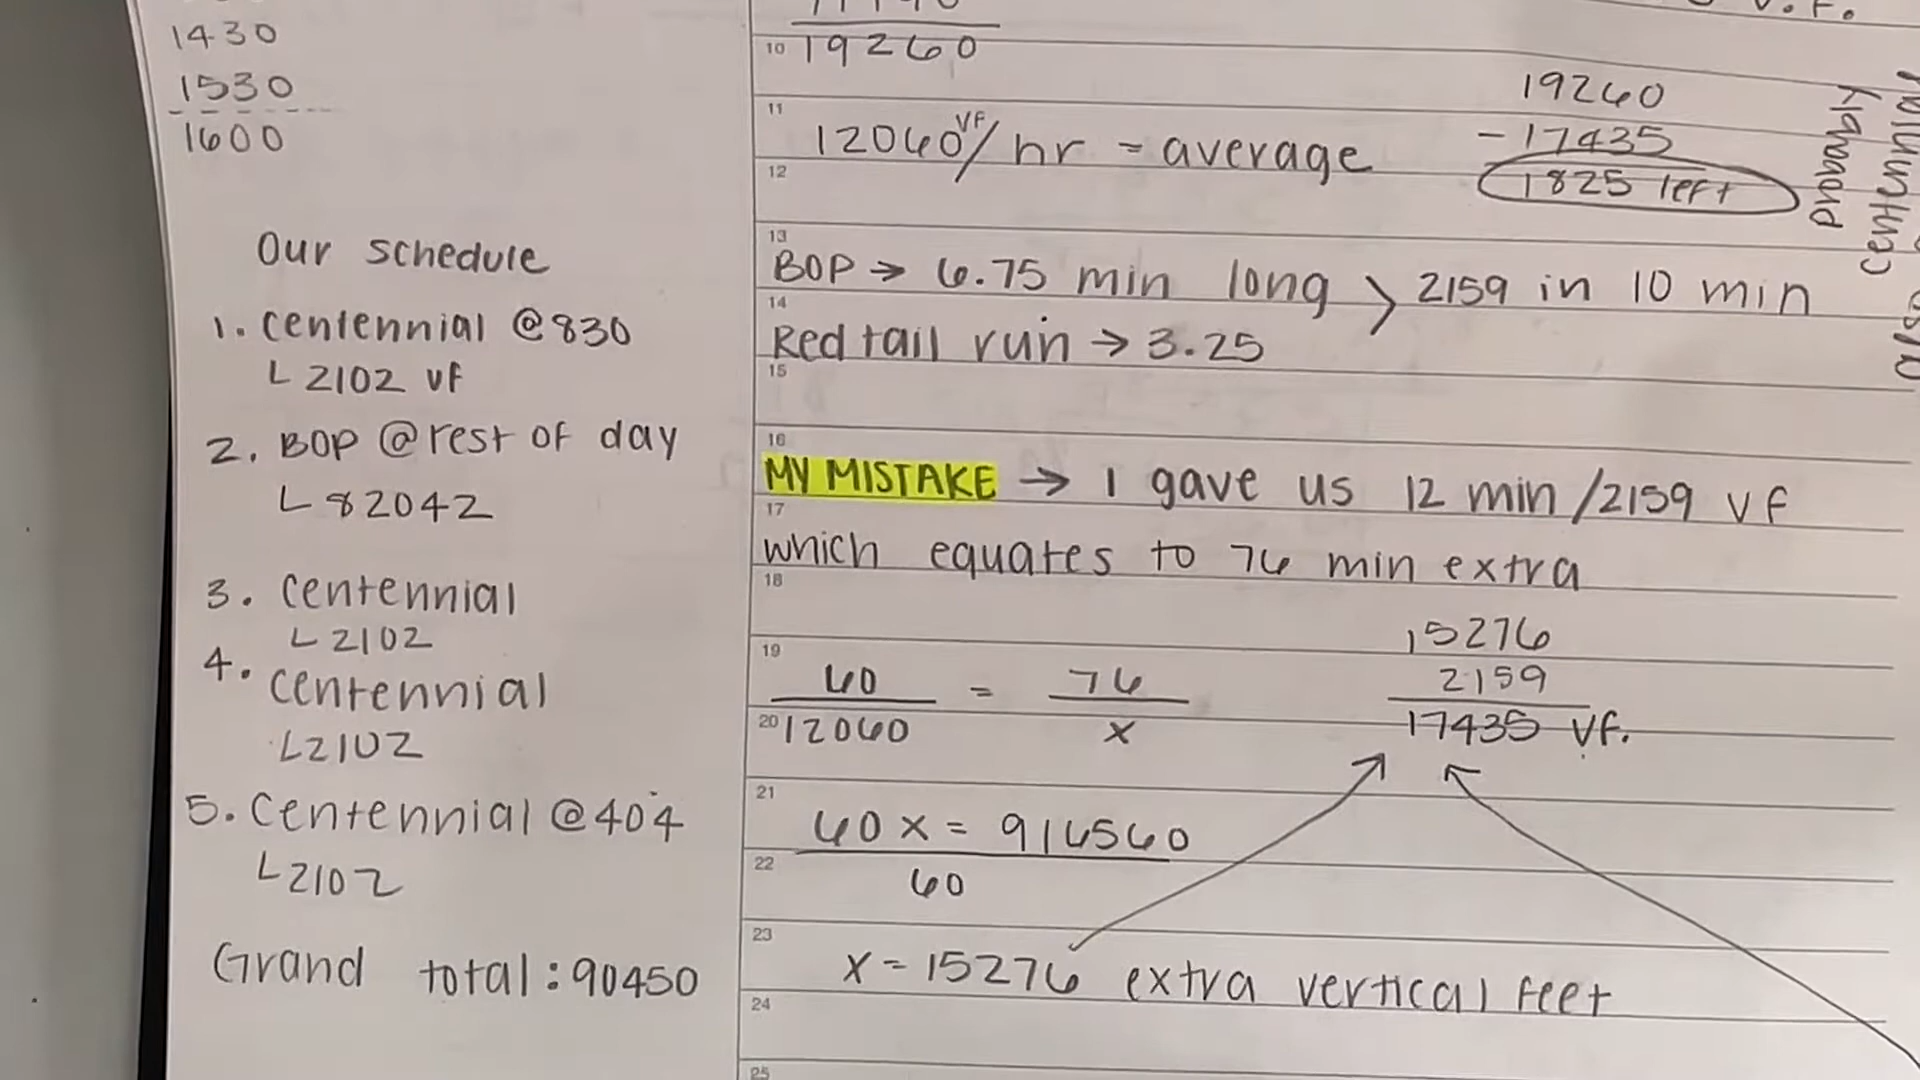 1430
1530
1600
Our schedule
1. Centennial @830
L 2102 VF
2. BOP @rest of day
L 82042
3. Centennial
L 2102
4. Centennial
L2102
5. Centennial @404
L2102
Grand total: 90450
V.F.
10
19260
11
12060 VF/hr = average
12
19260
- 17435
1825 left
probably
centennial
13
BOP → 6.75 min long > 2159 in 10 min
14
Red tail run → 3.25
15
16
MY MISTAKE → I gave us 12 min /2159 VF
17
which equates to 76 min extra
18
15276
2159
17435 VF.
19
60 = 76
20
12060 x
21
60x = 916560
22
60
23
x = 15276 extra vertical feet
24
25